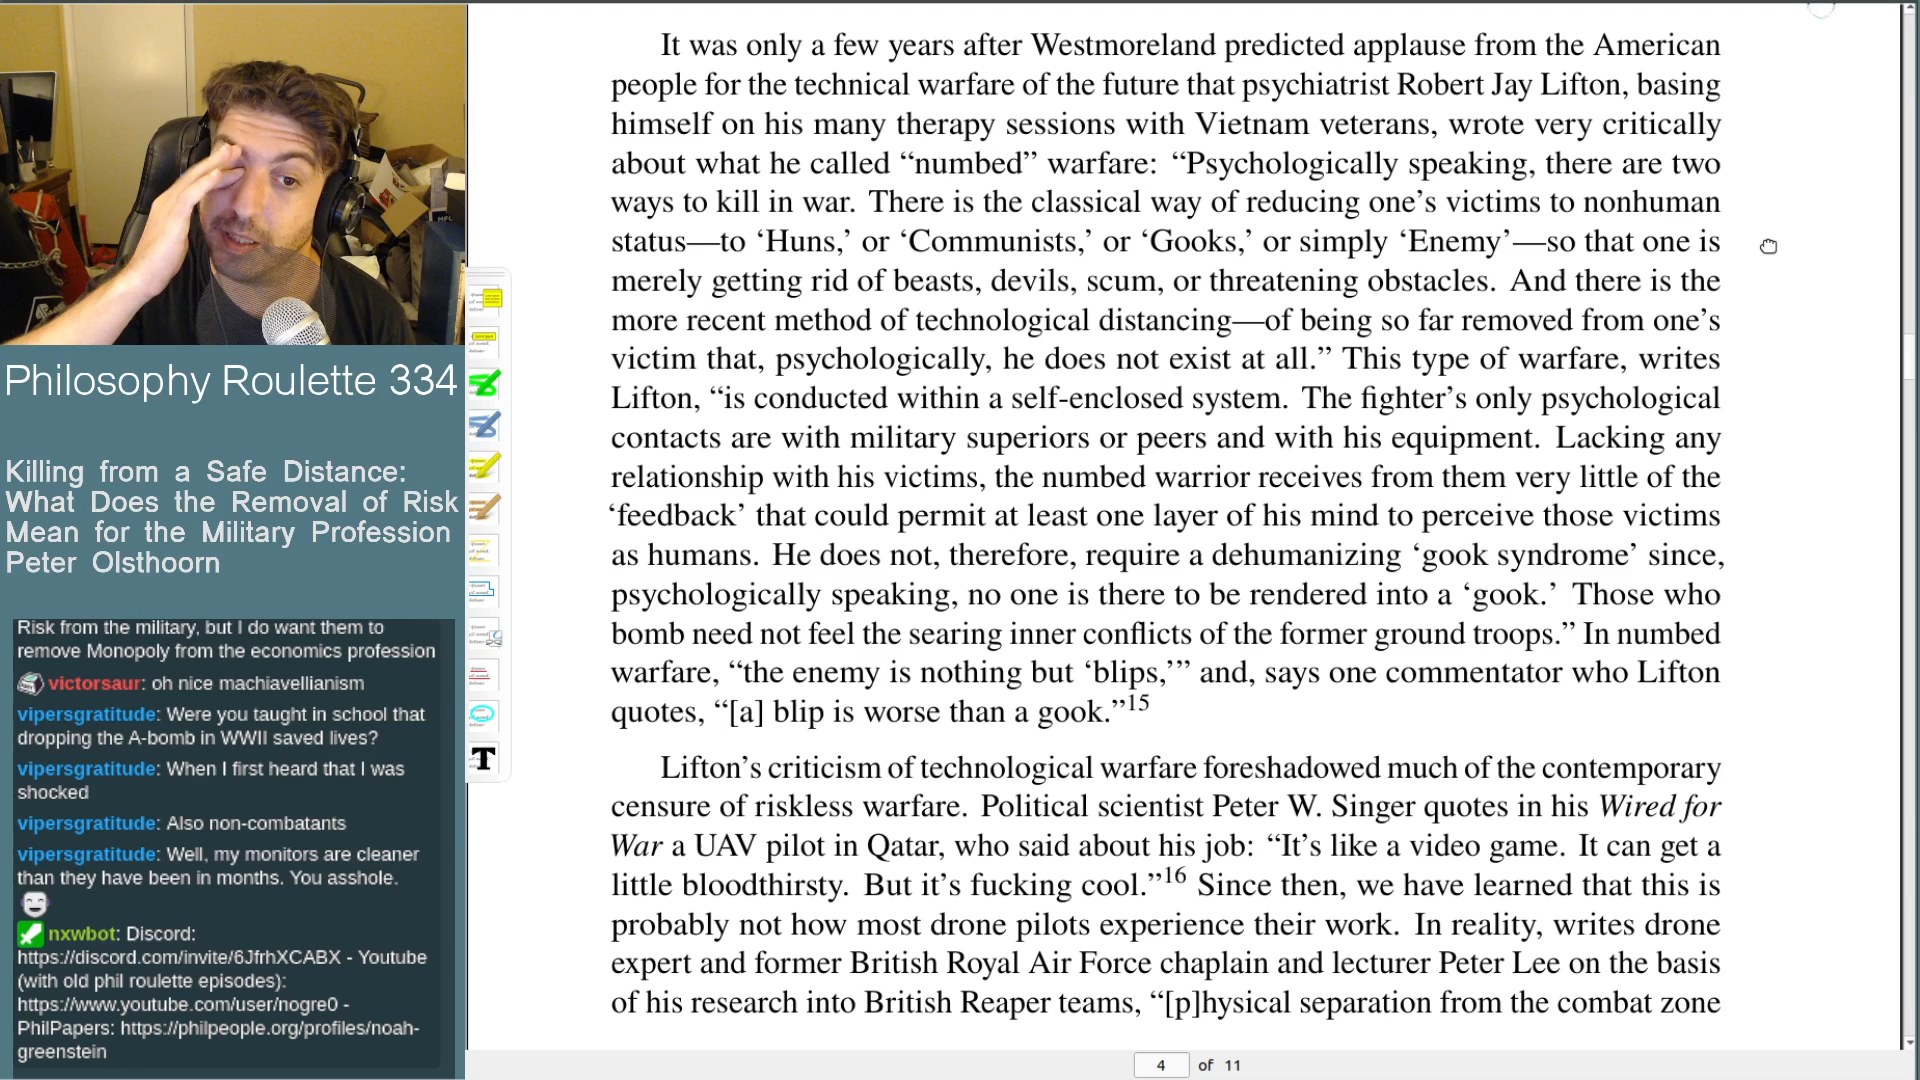 Philosophy Roulette 334
Killing from a Safe Distance:
What Does the Removal of Risk
Mean for the Military Profession
Peter Olsthoorn
Risk from the military, but I do want them to
remove Monopoly from the economics profession
victorsaur: oh nice machiavellianism
vipersgratitude: Were you taught in school that
dropping the A-bomb in WWII saved lives?
vipersgratitude: When I first heard that I was
shocked
vipersgratitude: Also non-combatants
vipersgratitude: Well, my monitors are cleaner
than they have been in months. You asshole.
nxwbot: Discord:
https://discord.com/invite/6JfrhXCABX - Youtube
(with old phil roulette episodes):
https://www.youtube.com/user/nogre0 -
PhilPapers: https://philpeople.org/profiles/noah-
greenstein
T
It was only a few years after Westmoreland predicted applause from the American
people for the technical warfare of the future that psychiatrist Robert Jay Lifton, basing
himself on his many therapy sessions with Vietnam veterans, wrote very critically
about what he called “numbed” warfare: “Psychologically speaking, there are two
ways to kill in war. There is the classical way of reducing one’s victims to nonhuman
status—to ‘Huns,’ or ‘Communists,’ or ‘Gooks,’ or simply ‘Enemy’—so that one is
merely getting rid of beasts, devils, scum, or threatening obstacles. And there is the
more recent method of technological distancing—of being so far removed from one’s
victim that, psychologically, he does not exist at all.” This type of warfare, writes
Lifton, “is conducted within a self-enclosed system. The fighter’s only psychological
contacts are with military superiors or peers and with his equipment. Lacking any
relationship with his victims, the numbed warrior receives from them very little of the
‘feedback’ that could permit at least one layer of his mind to perceive those victims
as humans. He does not, therefore, require a dehumanizing ‘gook syndrome’ since,
psychologically speaking, no one is there to be rendered into a ‘gook.’ Those who
bomb need not feel the searing inner conflicts of the former ground troops.” In numbed
warfare, “the enemy is nothing but ‘blips,’” and, says one commentator who Lifton
quotes, “[a] blip is worse than a gook.”15
Lifton’s criticism of technological warfare foreshadowed much of the contemporary
censure of riskless warfare. Political scientist Peter W. Singer quotes in his Wired for
War a UAV pilot in Qatar, who said about his job: “It’s like a video game. It can get a
little bloodthirsty. But it’s fucking cool.”16 Since then, we have learned that this is
probably not how most drone pilots experience their work. In reality, writes drone
expert and former British Royal Air Force chaplain and lecturer Peter Lee on the basis
of his research into British Reaper teams, “[p]hysical separation from the combat zone
4 of 11